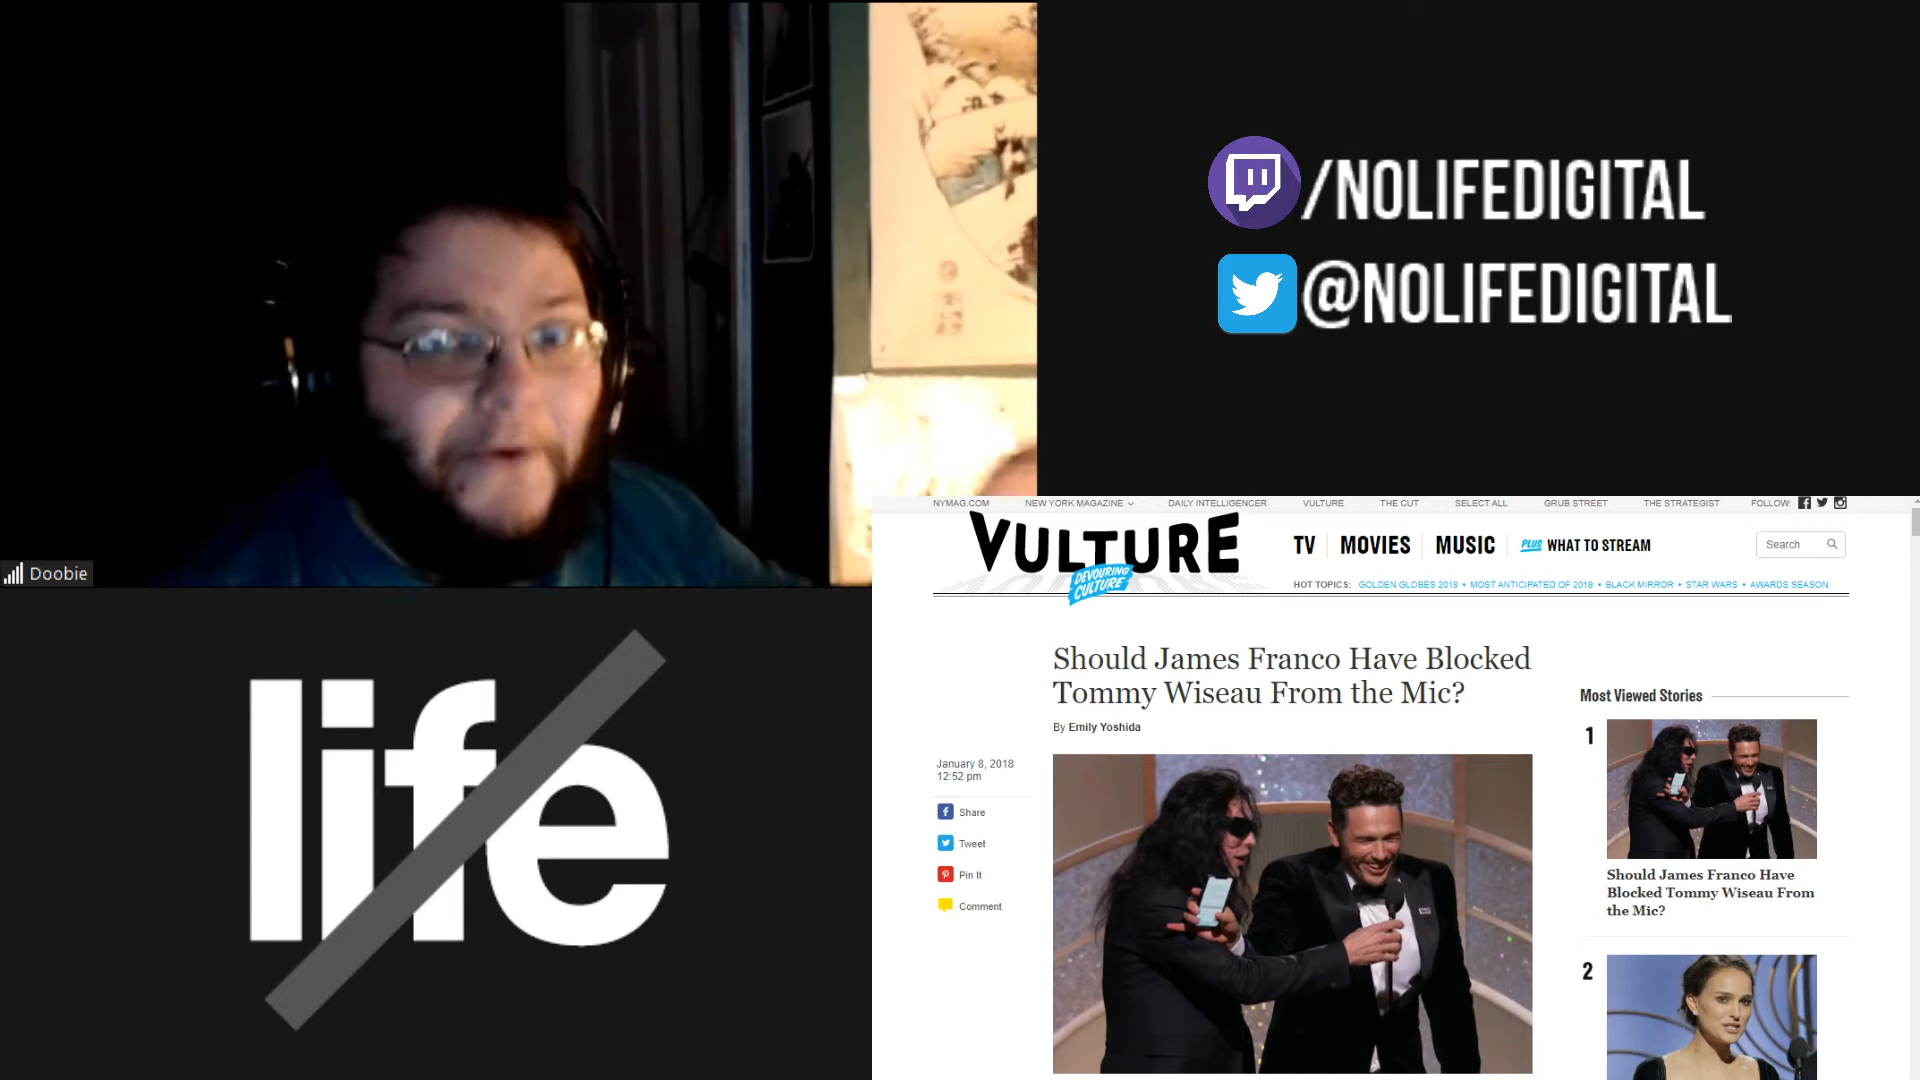 /NOLIFEDIGITAL
@NOLIFEDIGITAL
Doobie
life
NYMAG.COM NEW YORK MAGAZINE DAILY INTELLIGENCER VULTURE THE CUT SELECT ALL GRUB STREET THE STRATEGIST FOLLOW:
VULTURE
DEVOURING
CULTURE
TV MOVIES MUSIC PLUS WHAT TO STREAM Search
HOT TOPICS: GOLDEN GLOBES 2018 • MOST ANTICIPATED OF 2018 • BLACK MIRROR • STAR WARS • AWARDS SEASON
Should James Franco Have Blocked
Tommy Wiseau From the Mic?
By Emily Yoshida
January 8, 2018
12:52 pm
Share
Tweet
Pin It
Comment
Most Viewed Stories
1
Should James Franco Have
Blocked Tommy Wiseau From
the Mic?
2